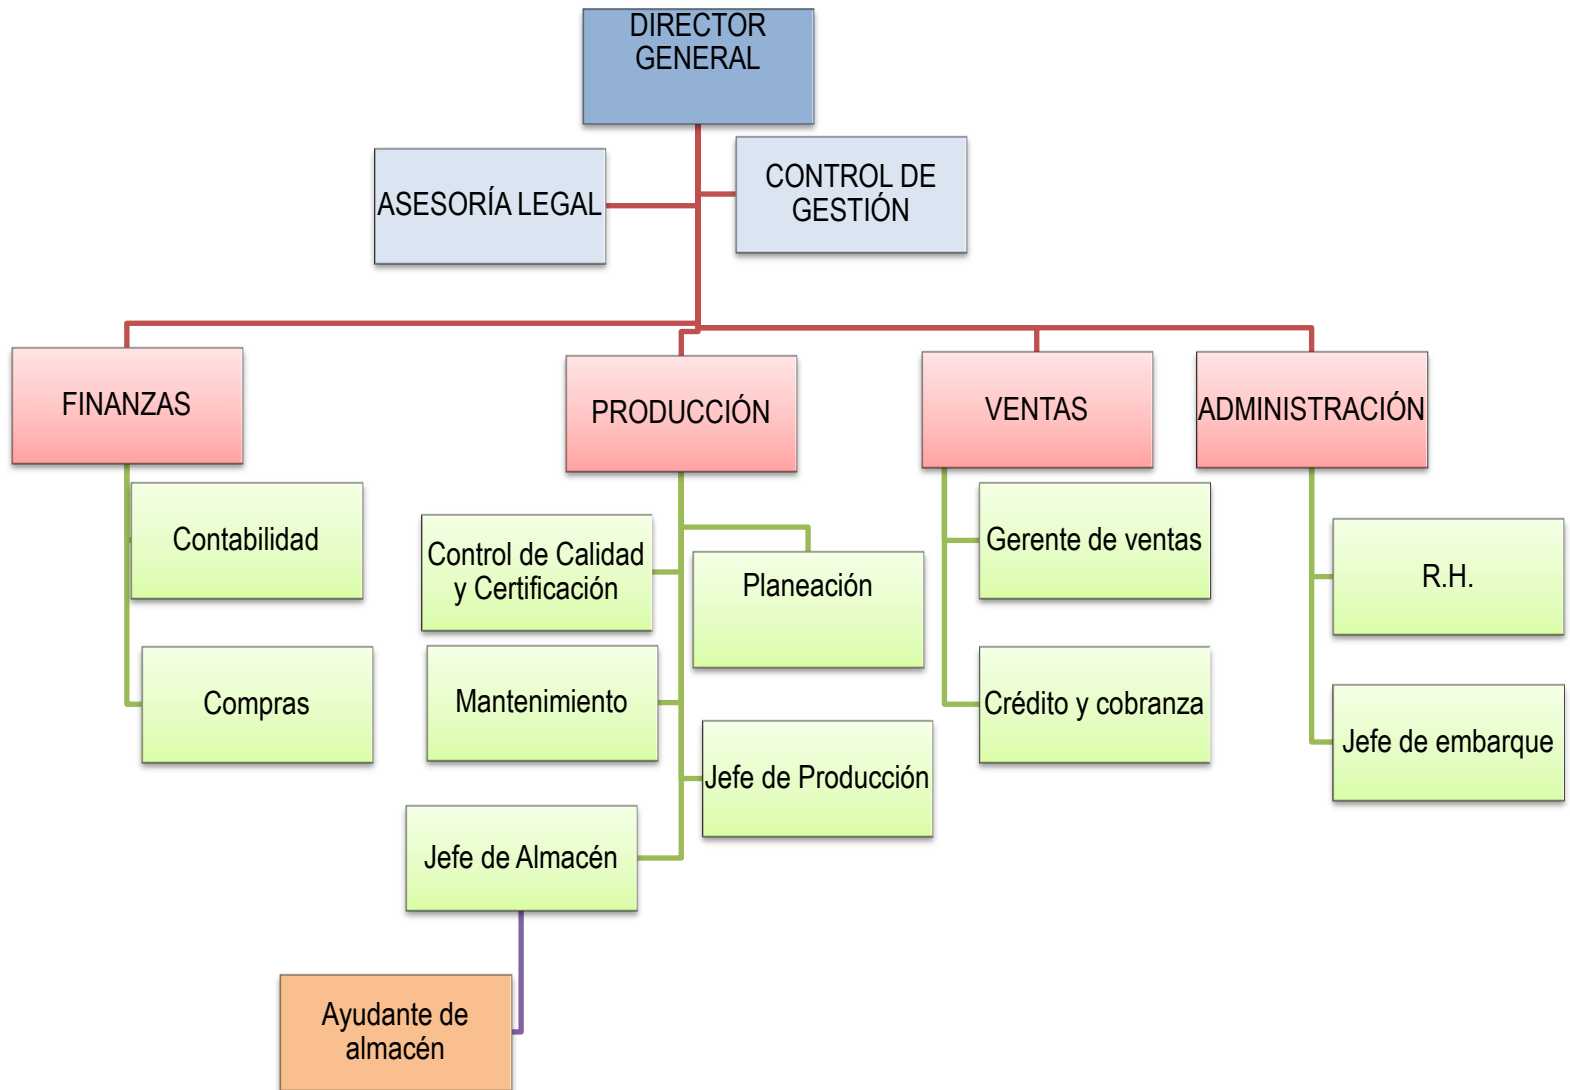 DIRECTOR
GENERAL
ASESORÍA LEGAL
CONTROL DE
GESTIÓN
FINANZAS
PRODUCCIÓN
VENTAS
ADMINISTRACIÓN
Contabilidad
Compras
Control de Calidad
y Certificación
Planeación
Mantenimiento
Jefe de Producción
Jefe de Almacén
Ayudante de
almacén
Gerente de ventas
Crédito y cobranza
R.H.
Jefe de embarque